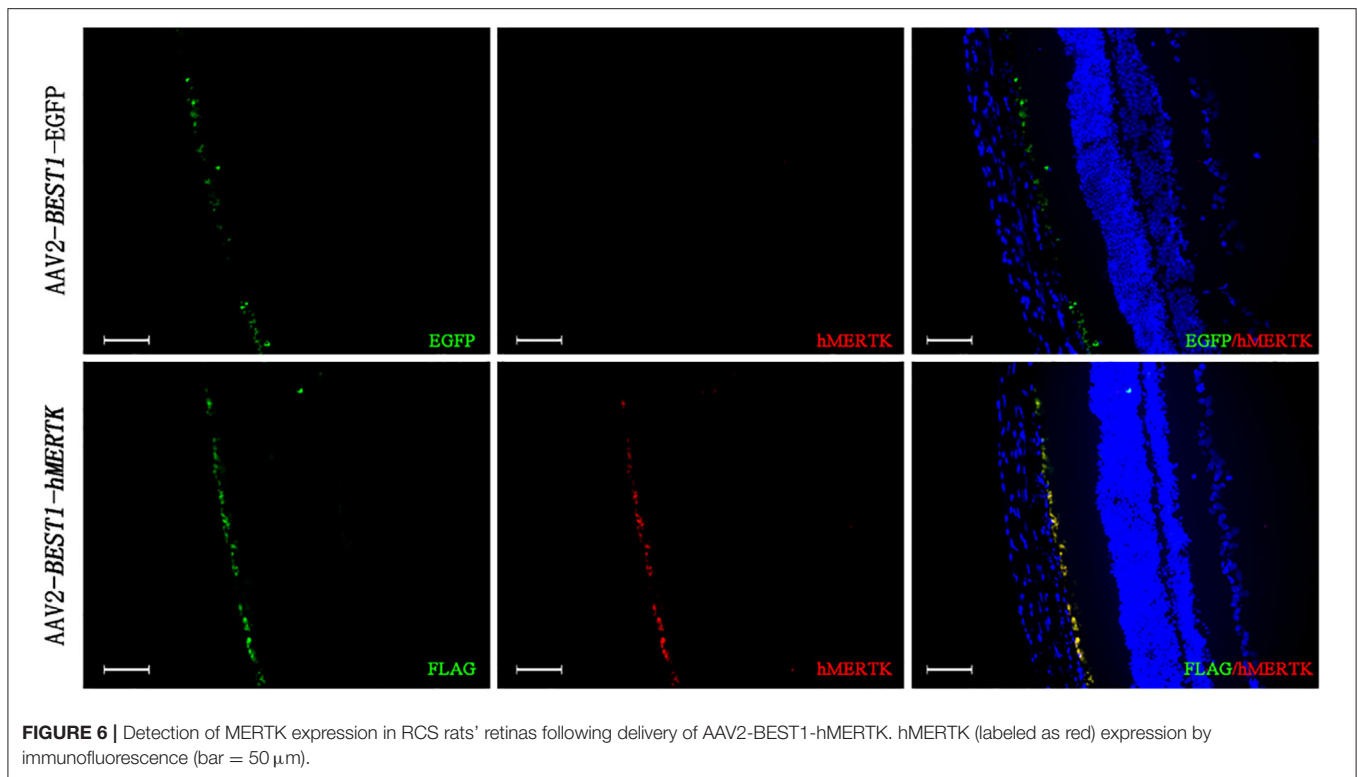 AAV2-BEST1-EGFP
EGFP
hMERTK
EGFP/hMERTK
AAV2-BEST1-hMERTK
FLAG
hMERTK
FLAG/hMERTK
FIGURE 6 | Detection of MERTK expression in RCS rats' retinas following delivery of AAV2-BEST1-hMERTK. hMERTK (labeled as red) expression by
immunofluorescence (bar = 50 μm).